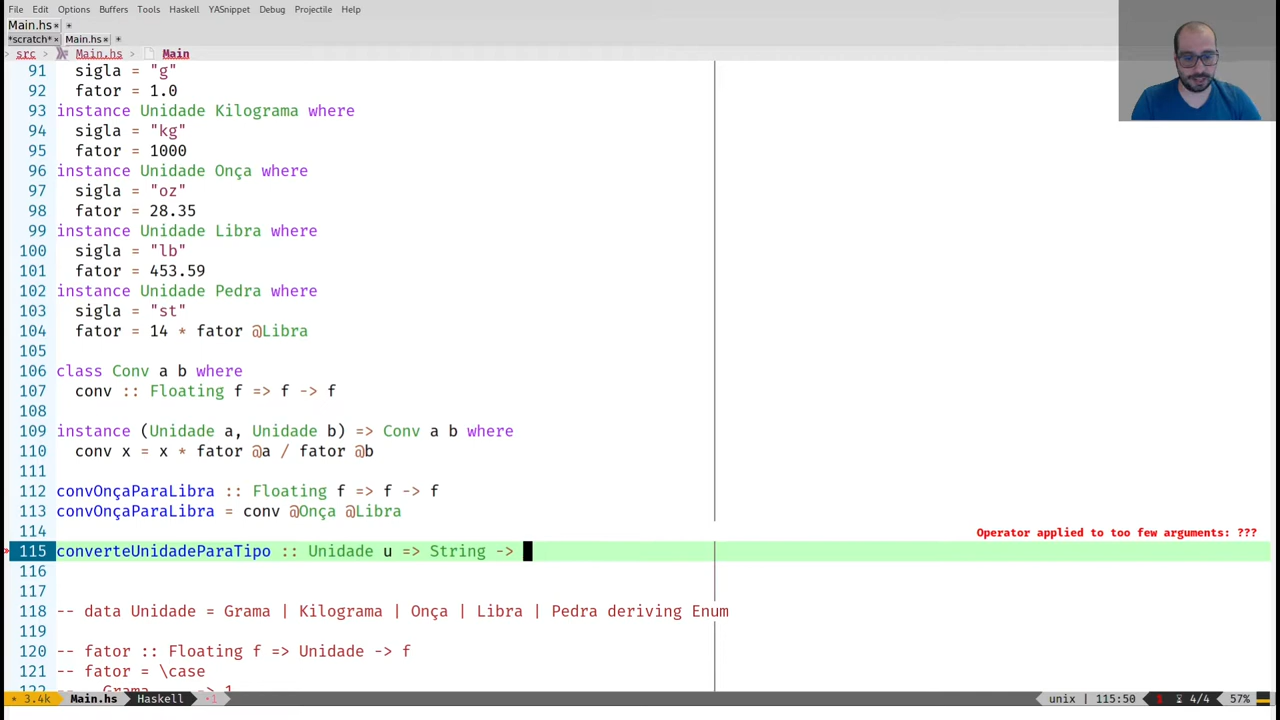 File Edit Options Buffers Tools Haskell YASnippet Debug Projectile Help
Main.hs
*scratch* Main.hs
src Main.hs Main
91 sigla = "g"
92 fator = 1.0
93 instance Unidade Kilograma where
94 sigla = "kg"
95 fator = 1000
96 instance Unidade Onça where
97 sigla = "oz"
98 fator = 28.35
99 instance Unidade Libra where
100 sigla = "lb"
101 fator = 453.59
102 instance Unidade Pedra where
103 sigla = "st"
104 fator = 14 * fator @Libra
105
106 class Conv a b where
107 conv :: Floating f => f -> f
108
109 instance (Unidade a, Unidade b) => Conv a b where
110 conv x = x * fator @a / fator @b
111
112 convOnçaParaLibra :: Floating f => f -> f
113 convOnçaParaLibra = conv @Onça @Libra
114
Operator applied to too few arguments: ???
115 converteUnidadeParaTipo :: Unidade u => String ->
116
117
118 -- data Unidade = Grama | Kilograma | Onça | Libra | Pedra deriving Enum
119
120 -- fator :: Floating f => Unidade -> f
121 -- fator = \case
122 -- Grama -> 1
* 3.4k Main.hs Haskell •1 unix | 115:50 4/4 57%